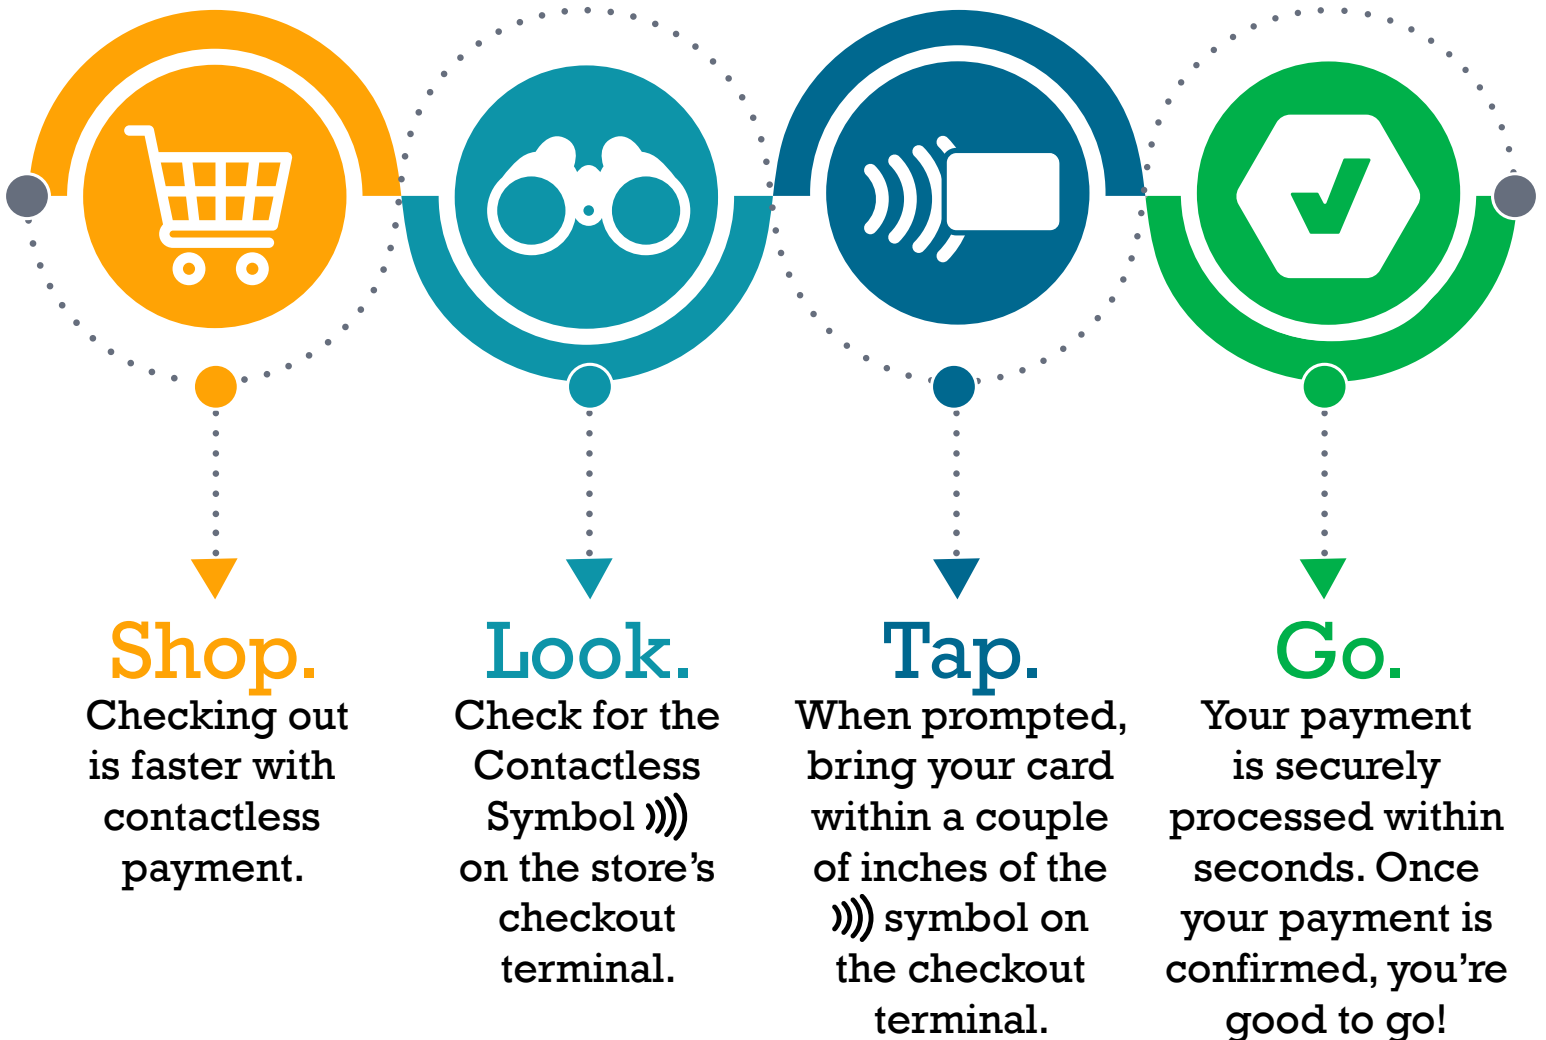 Shop.
Checking out
is faster with
contactless
payment.
Look.
Check for the
Contactless
Symbol
on the store's
checkout
terminal.
Tap.
When prompted,
bring your card
within a couple
of inches of the
symbol on
the checkout
terminal.
Go.
Your payment
is securely
processed within
seconds. Once
your payment is
confirmed, you're
good to go!